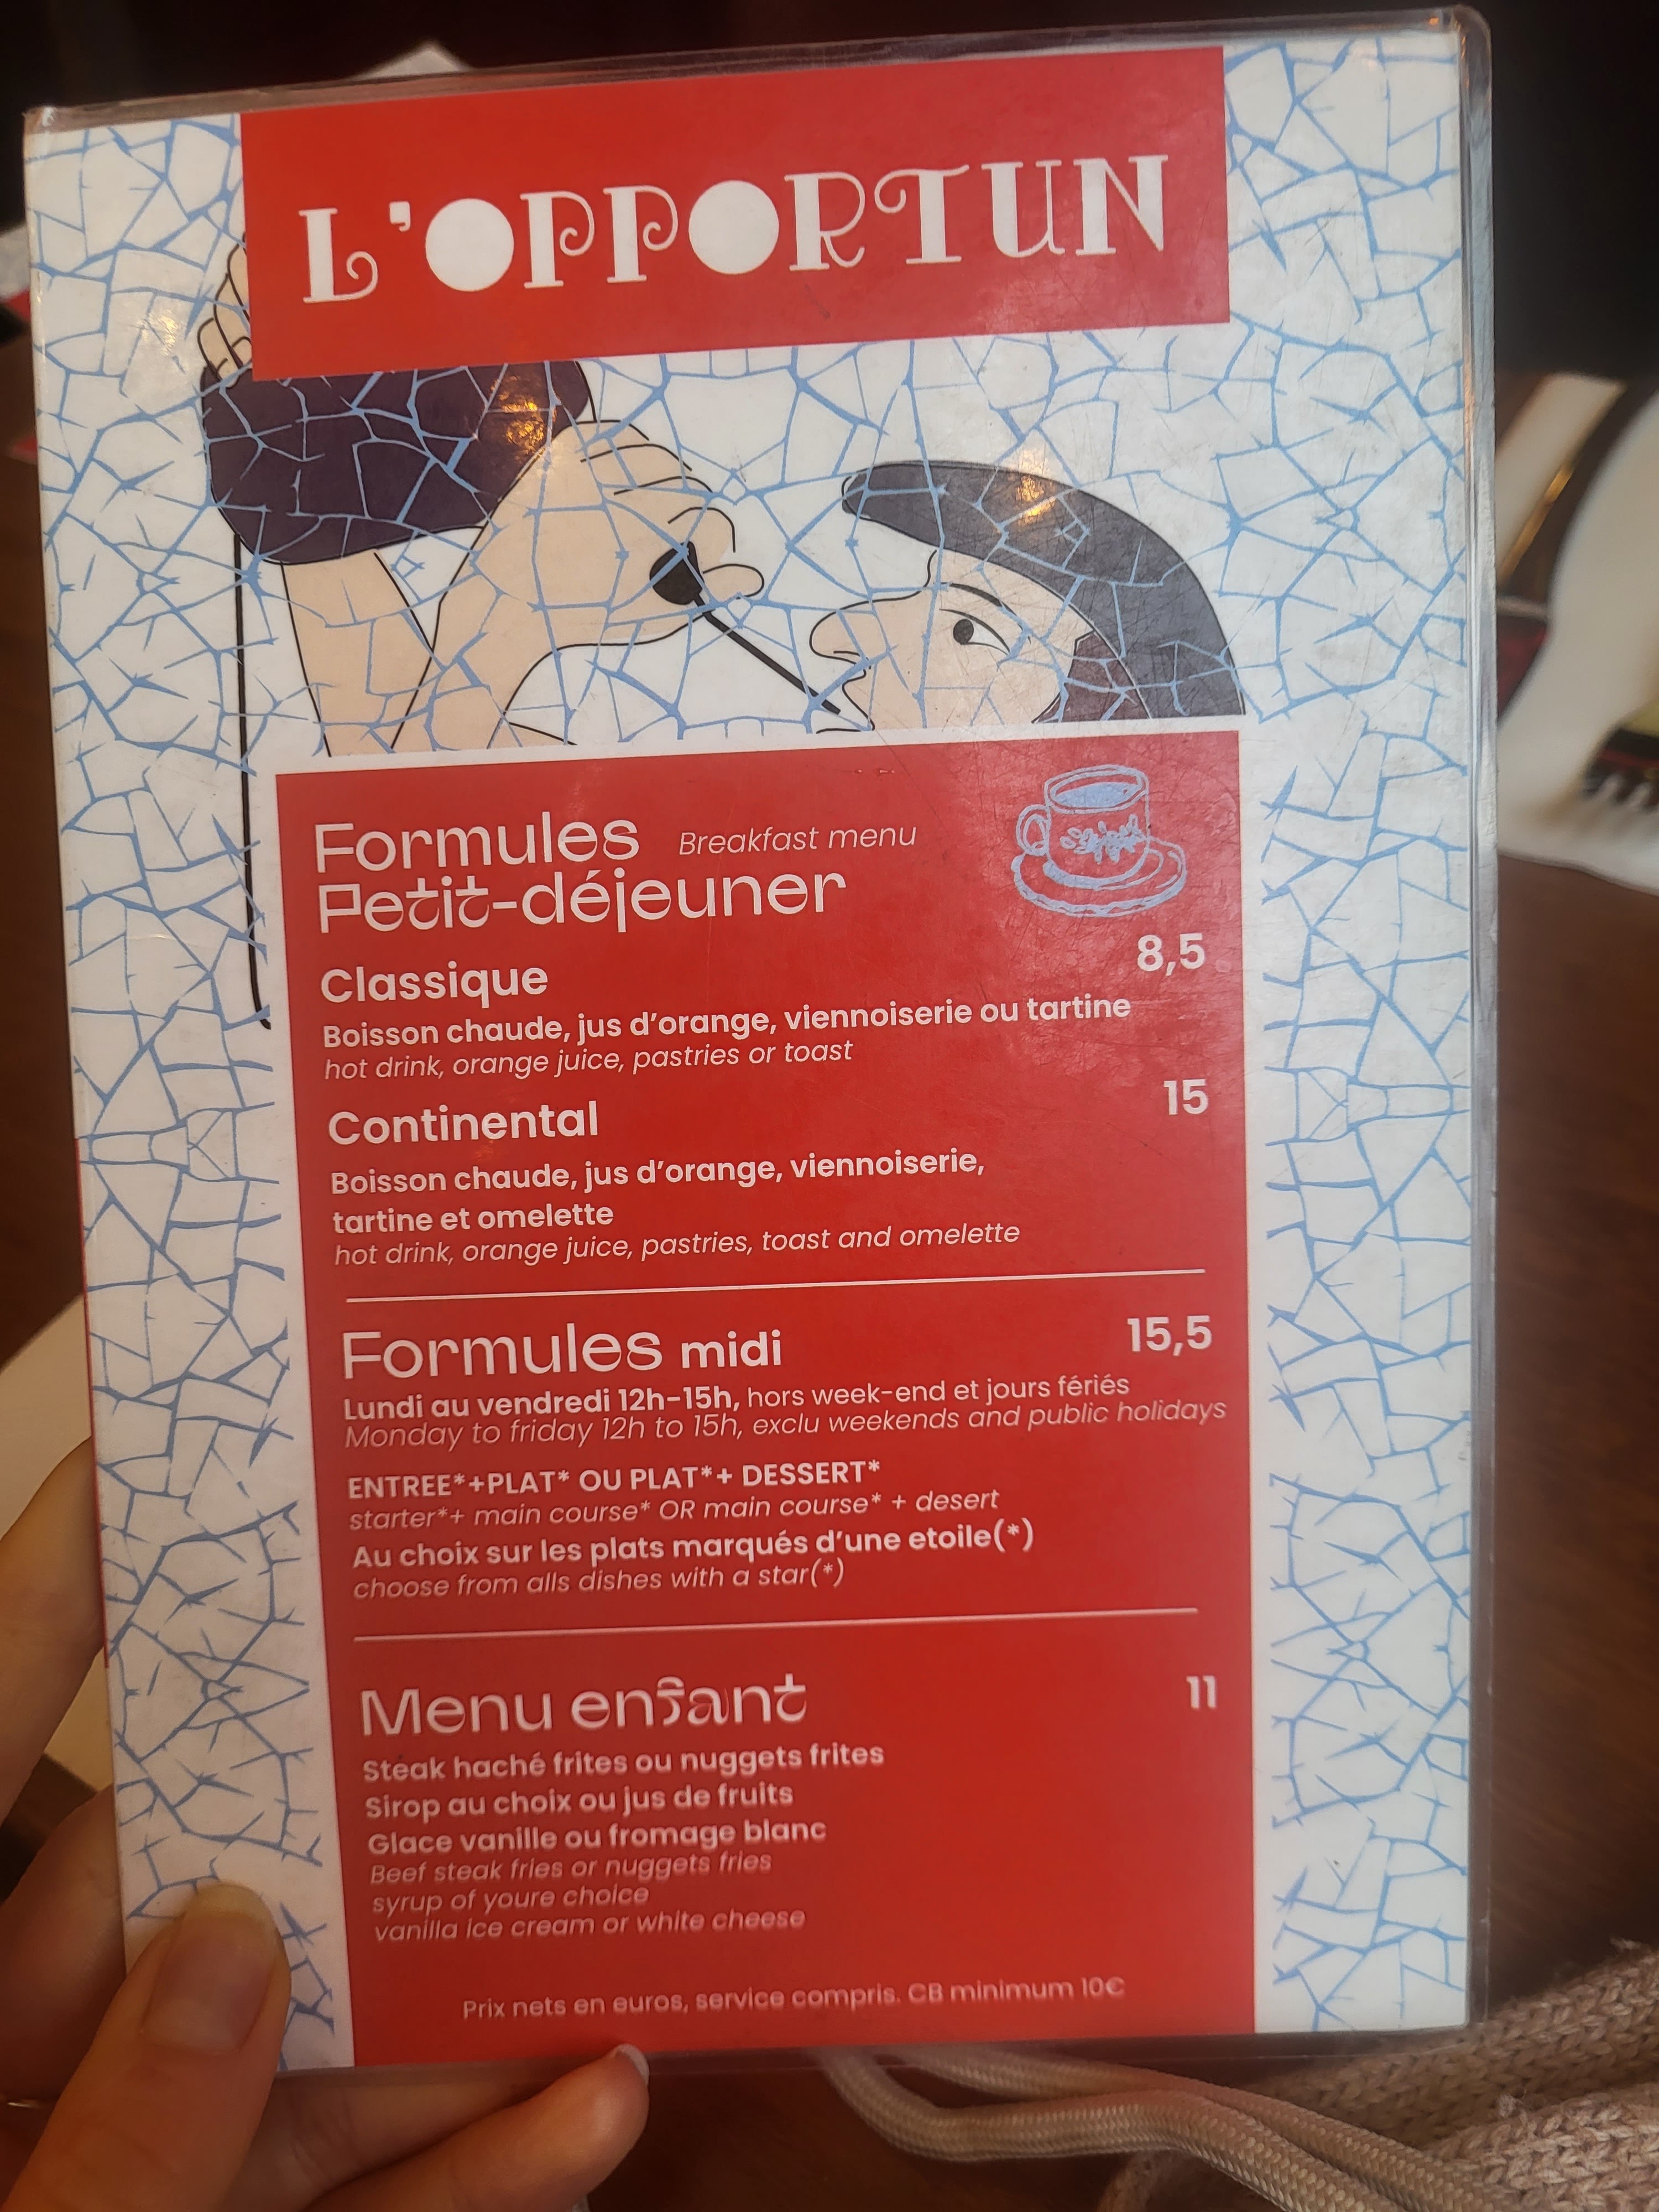 L'OPPORTUN
Formules Breakfast menu
Petit-déjeuner
Classique 8,5
Boisson chaude, jus d'orange, viennoiserie ou tartine
hot drink, orange juice, pastries or toast
Continental 15
Boisson chaude, jus d'orange, viennoiserie,
tartine et omelette
hot drink, orange juice, pastries, toast and omelette
Formules midi 15,5
Lundi au vendredi 12h-15h, hors week-end et jours fériés
Monday to friday 12h to 15h, exclu weekends and public holidays
ENTREE*+PLAT* OU PLAT*+ DESSERT*
starter*+ main course* OR main course* + desert
Au choix sur les plats marqués d'une etoile(*)
choose from alls dishes with a star(*)
Menu enfant 11
Steak haché frites ou nuggets frites
Sirop au choix ou jus de fruits
Glace vanille ou fromage blanc
Beef steak fries or nuggets fries
syrup of youre choice
vanilla ice cream or white cheese
Prix nets en euros, service compris. CB minimum 10€